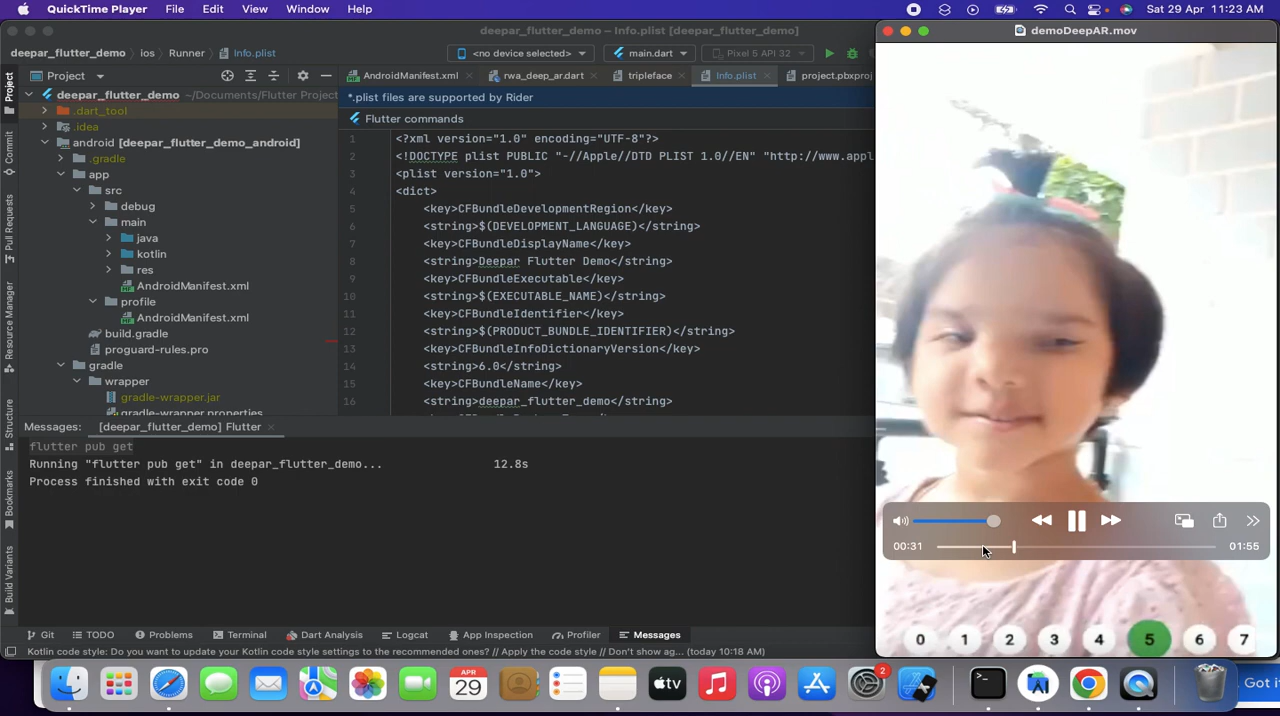 QuickTime Player File Edit View Window Help
Sat 29 Apr 11:23 AM
deepar_flutter_demo – Info.plist [deepar_flutter_demo]
deepar_flutter_demo › ios › Runner › Info.plist
<no device selected> main.dart Pixel 5 API 32
Project
AndroidManifest.xml rwa_deep_ar.dart tripleface Info.plist project.pbxproj
deepar_flutter_demo ~/Documents/Flutter Project
.dart_tool
.idea
android [deepar_flutter_demo_android]
.gradle
app
src
debug
main
java
kotlin
res
AndroidManifest.xml
profile
AndroidManifest.xml
build.gradle
proguard-rules.pro
gradle
wrapper
gradle-wrapper.jar
gradle-wrapper.properties
*.plist files are supported by Rider
Flutter commands
1 <?xml version="1.0" encoding="UTF-8"?>
2 <!DOCTYPE plist PUBLIC "-//Apple//DTD PLIST 1.0//EN" "http://www.appl
3 <plist version="1.0">
4 <dict>
5 <key>CFBundleDevelopmentRegion</key>
6 <string>$(DEVELOPMENT_LANGUAGE)</string>
7 <key>CFBundleDisplayName</key>
8 <string>Deepar Flutter Demo</string>
9 <key>CFBundleExecutable</key>
10 <string>$(EXECUTABLE_NAME)</string>
11 <key>CFBundleIdentifier</key>
12 <string>$(PRODUCT_BUNDLE_IDENTIFIER)</string>
13 <key>CFBundleInfoDictionaryVersion</key>
14 <string>6.0</string>
15 <key>CFBundleName</key>
16 <string>deepar_flutter_demo</string>
Messages: [deepar_flutter_demo] Flutter
flutter pub get
Running "flutter pub get" in deepar_flutter_demo... 12.8s
Process finished with exit code 0
Project
Commit
Pull Requests
Resource Manager
Structure
Bookmarks
Build Variants
Git TODO Problems Terminal Dart Analysis Logcat App Inspection Profiler Messages
Kotlin code style: Do you want to update your Kotlin code style settings to the recommended ones? // Apply the code style // Don't show ag... (today 10:18 AM)
demoDeepAR.mov
00:31 01:55
0 1 2 3 4 5 6 7
APR
29
tv
2
Got i